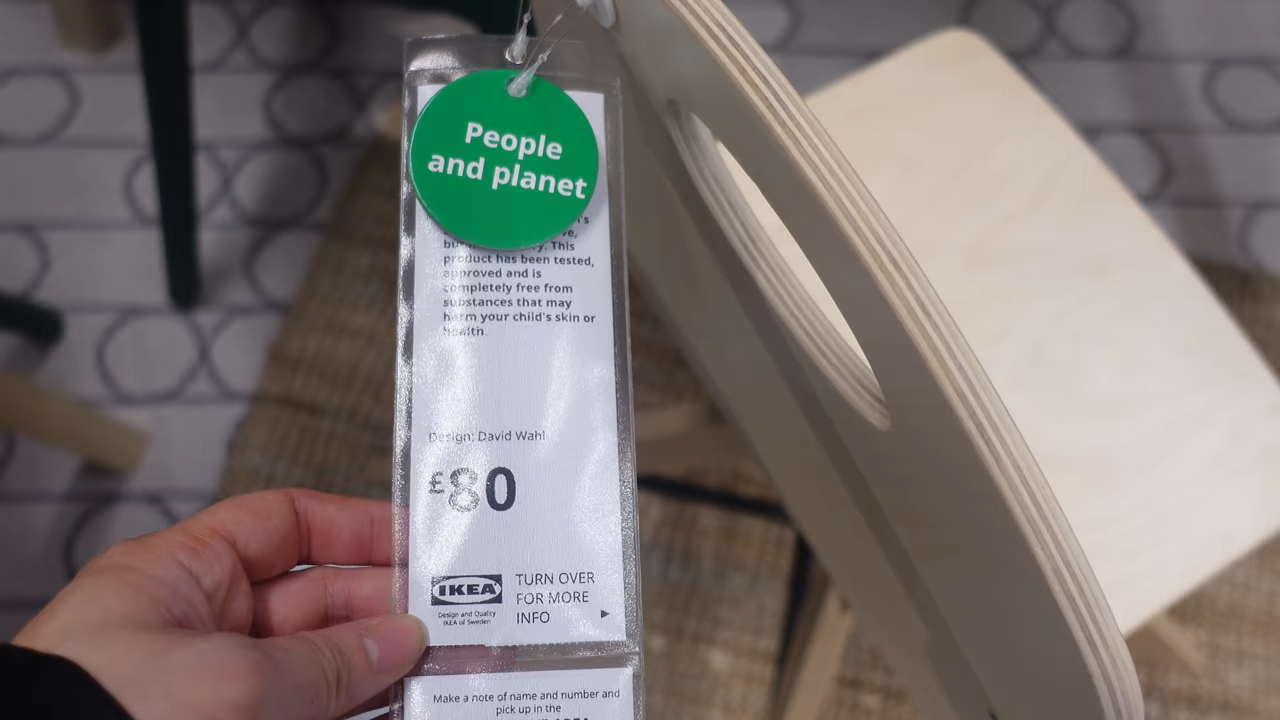 People
and planet
product has been tested,
approved and is
completely free from
substances that may
harm your child's skin or
health.
Design: David Wahl
£80
IKEA
Design and Quality
IKEA of Sweden
TURN OVER
FOR MORE
INFO
Make a note of name and number and
pick up in the